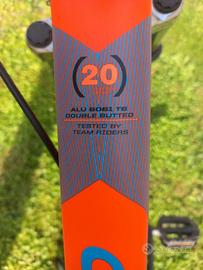 (20)
ALU 6061 T6
DOUBLE BUTTED
TESTED BY
TEAM RIDERS